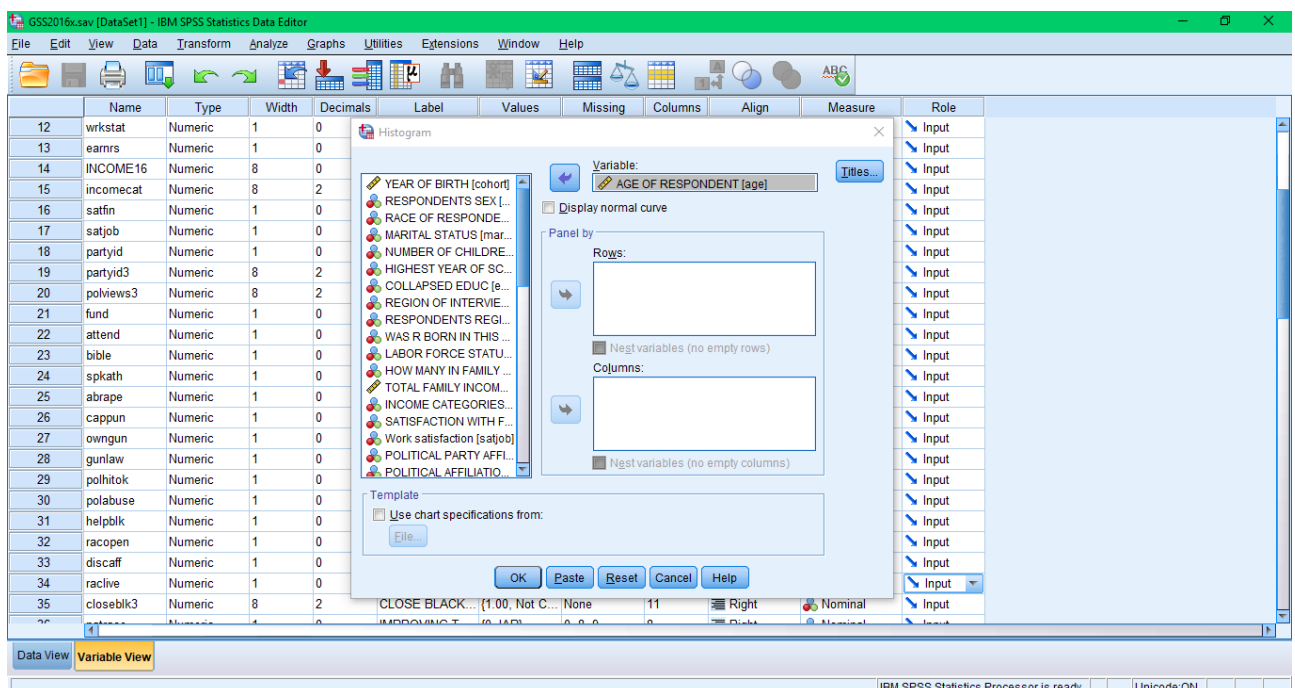 GSS2016x.sav [DataSet1] - IBM SPSS Statistics Data Editor
File Edit View Data Transform Analyze Graphs Utilities Extensions Window Help
Name Type Width Decimals Label Values Missing Columns Align Measure Role
12 wrkstat Numeric 1 0 Input
13 earnrs Numeric 1 0 Input
14 INCOME16 Numeric 8 0 Input
15 incomecat Numeric 8 2 Input
16 satfin Numeric 1 0 Input
17 satjob Numeric 1 0 Input
18 partyid Numeric 1 0 Input
19 partyid3 Numeric 8 2 Input
20 polviews3 Numeric 8 2 Input
21 fund Numeric 1 0 Input
22 attend Numeric 1 0 Input
23 bible Numeric 1 0 Input
24 spkath Numeric 1 0 Input
25 abrape Numeric 1 0 Input
26 cappun Numeric 1 0 Input
27 owngun Numeric 1 0 Input
28 gunlaw Numeric 1 0 Input
29 polhitok Numeric 1 0 Input
30 polabuse Numeric 1 0 Input
31 helpblk Numeric 1 0 Input
32 racopen Numeric 1 0 Input
33 discaff Numeric 1 0 Input
34 raclive Numeric 1 0 Input
35 closeblk3 Numeric 8 2 CLOSE BLACK... {1.00, Not C... None 11 Right Nominal Input
Histogram
YEAR OF BIRTH [cohort]
RESPONDENTS SEX [...
RACE OF RESPONDE...
MARITAL STATUS [mar...
NUMBER OF CHILDRE...
HIGHEST YEAR OF SC...
COLLAPSED EDUC [e...
REGION OF INTERVIE...
RESPONDENTS REGI...
WAS R BORN IN THIS ...
LABOR FORCE STATU...
HOW MANY IN FAMILY ...
TOTAL FAMILY INCOM...
INCOME CATEGORIES...
SATISFACTION WITH F...
Work satisfaction [satjob]
POLITICAL PARTY AFFI...
POLITICAL AFFILIATIO...
Variable:
AGE OF RESPONDENT [age]
Titles...
Display normal curve
Panel by
Rows:
Nest variables (no empty rows)
Columns:
Nest variables (no empty columns)
Template
Use chart specifications from:
File...
OK Paste Reset Cancel Help
Data View Variable View
IBM SPSS Statistics Processor is ready Unicode:ON